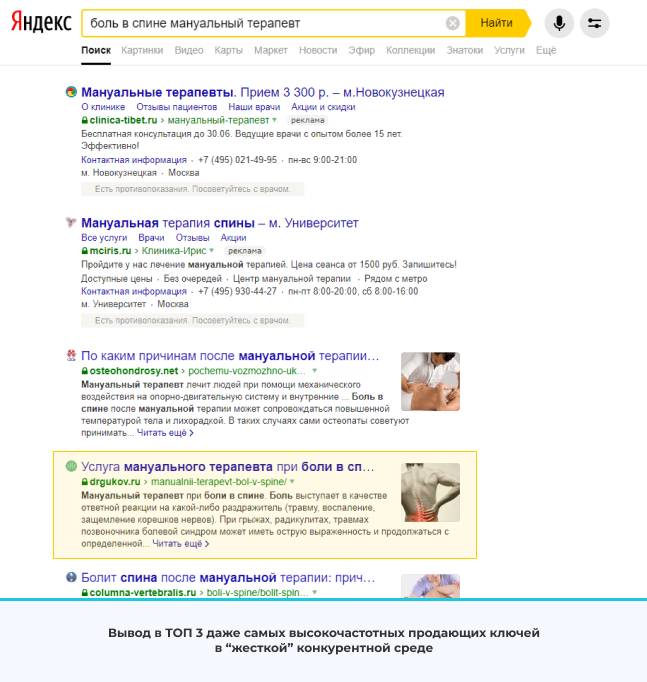 Яндекс
боль в спине мануальный терапевт
Найти
Поиск Картинки Видео Карты Маркет Новости Эфир Коллекции Знатоки Услуги Ещё
Мануальные терапевты. Прием 3 300 р. – м.Новокузнецкая
О клинике Отзывы пациентов Наши врачи Акции и скидки
clinica-tibet.ru › мануальный-терапевт реклама
Бесплатная консультация до 30.06. Ведущие врачи с опытом более 15 лет.
Эффективно!
Контактная информация · +7 (495) 021-49-95 · пн-вс 9:00-21:00
м. Новокузнецкая · Москва
Есть противопоказания. Посоветуйтесь с врачом.
Мануальная терапия спины – м. Университет
Все услуги Врачи Отзывы Акции
mciris.ru › Клиника-Ирис реклама
Пройдите у нас лечение мануальной терапией. Цена сеанса от 1500 руб. Запишитесь!
Доступные цены · Без очередей · Центр мануальной терапии · Рядом с метро
Контактная информация · +7 (495) 930-44-27 · пн-пт 8:00-20:00, сб 8:00-16:00
м. Университет · Москва
Есть противопоказания. Посоветуйтесь с врачом.
По каким причинам после мануальной терапии…
osteohondrosy.net › pochemu-vozmozhno-uk…
Мануальный терапевт лечит людей при помощи механического
воздействия на опорно-двигательную систему и внутренние ... Боль в
спине после мануальной терапии может сопровождаться повышенной
температурой тела и лихорадкой. В таких случаях сами остеопаты советуют
принимать... Читать ещё ›
Услуга мануального терапевта при боли в сп…
drgukov.ru › manualnii-terapevt-bol-v-spine/
Мануальный терапевт при боли в спине. Боль выступает в качестве
ответной реакции на какой-либо раздражитель (травму, воспаление,
защемление корешков нервов). При грыжах, радикулитах, травмах
позвоночника болевой синдром может иметь острую выраженность и продолжаться с
определенной... Читать ещё ›
Болит спина после мануальной терапии: прич…
columna-vertebralis.ru › boli-v-spine/bolit-spin…
Вывод в ТОП 3 даже самых высокочастотных продающих ключей
в “жесткой” конкурентной среде